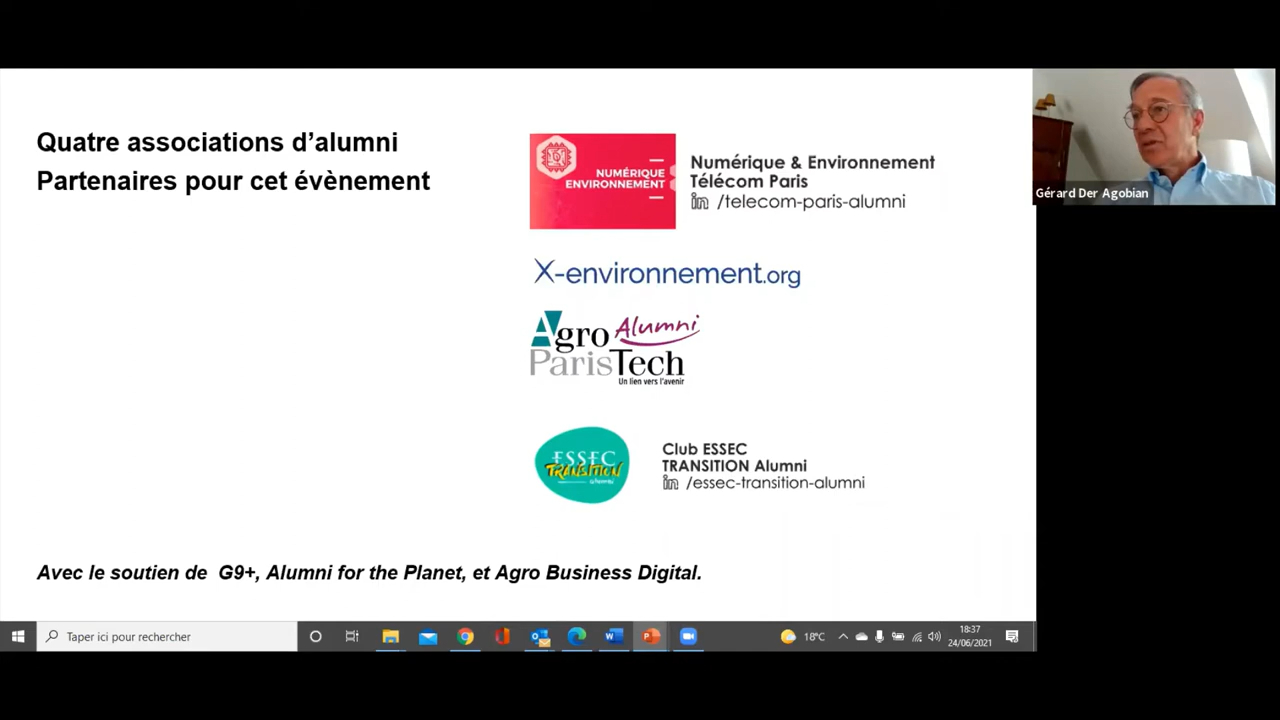 Quatre associations d'alumni
Partenaires pour cet évènement
NUMÉRIQUE
ENVIRONNEMENT
Numérique & Environnement
Télécom Paris
in /telecom-paris-alumni
X-environnement.org
Agro Alumni
ParisTech
Un lien vers l'avenir
ESSEC
TRANSITION
alumni
Club ESSEC
TRANSITION Alumni
in /essec-transition-alumni
Avec le soutien de G9+, Alumni for the Planet, et Agro Business Digital.
Gérard Der Agobian
Taper ici pour rechercher
18°C
18:37
24/06/2021